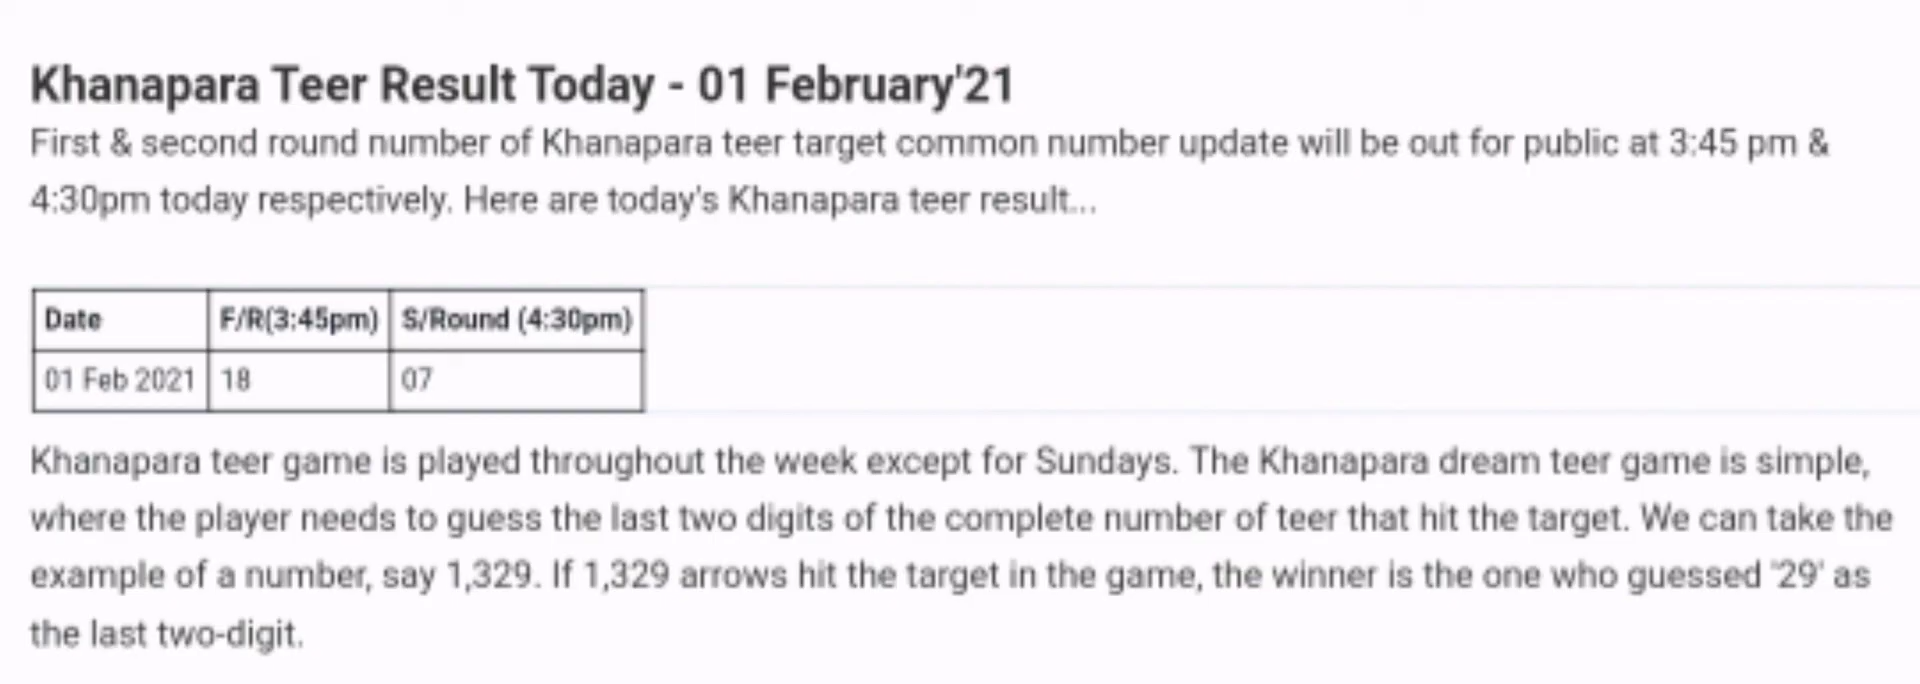 Khanapara Teer Result Today - 01 February'21
First & second round number of Khanapara teer target common number update will be out for public at 3:45 pm &
4:30pm today respectively. Here are today's Khanapara teer result...
Date F/R(3:45pm) S/Round (4:30pm)
01 Feb 2021 18 07
Khanapara teer game is played throughout the week except for Sundays. The Khanapara dream teer game is simple,
where the player needs to guess the last two digits of the complete number of teer that hit the target. We can take the
example of a number, say 1,329. If 1,329 arrows hit the target in the game, the winner is the one who guessed '29' as
the last two-digit.